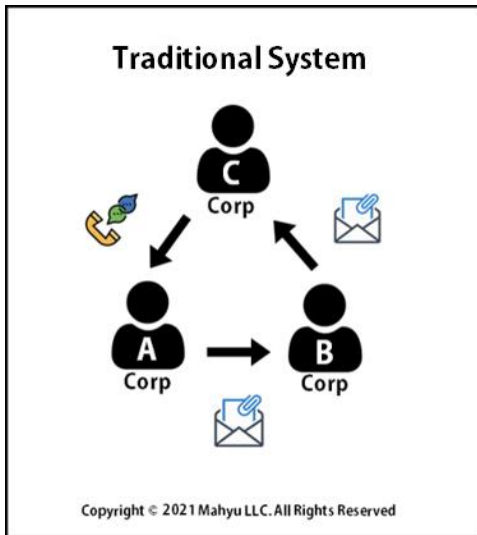 Traditional System
C
Corp
A
Corp
B
Corp
Copyright © 2021 Mahyu LLC. All Rights Reserved